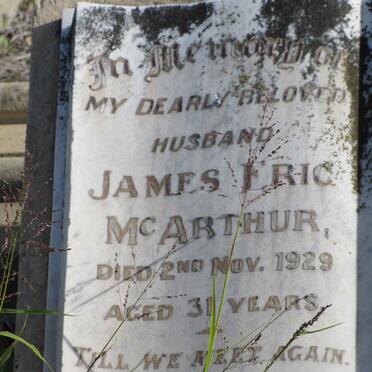 In Memory of
MY DEARLY BELOVED
HUSBAND
JAMES ERIC
MCARTHUR,
DIED 2ND NOV. 1929
AGED 31 YEARS
TILL WE MEET AGAIN.